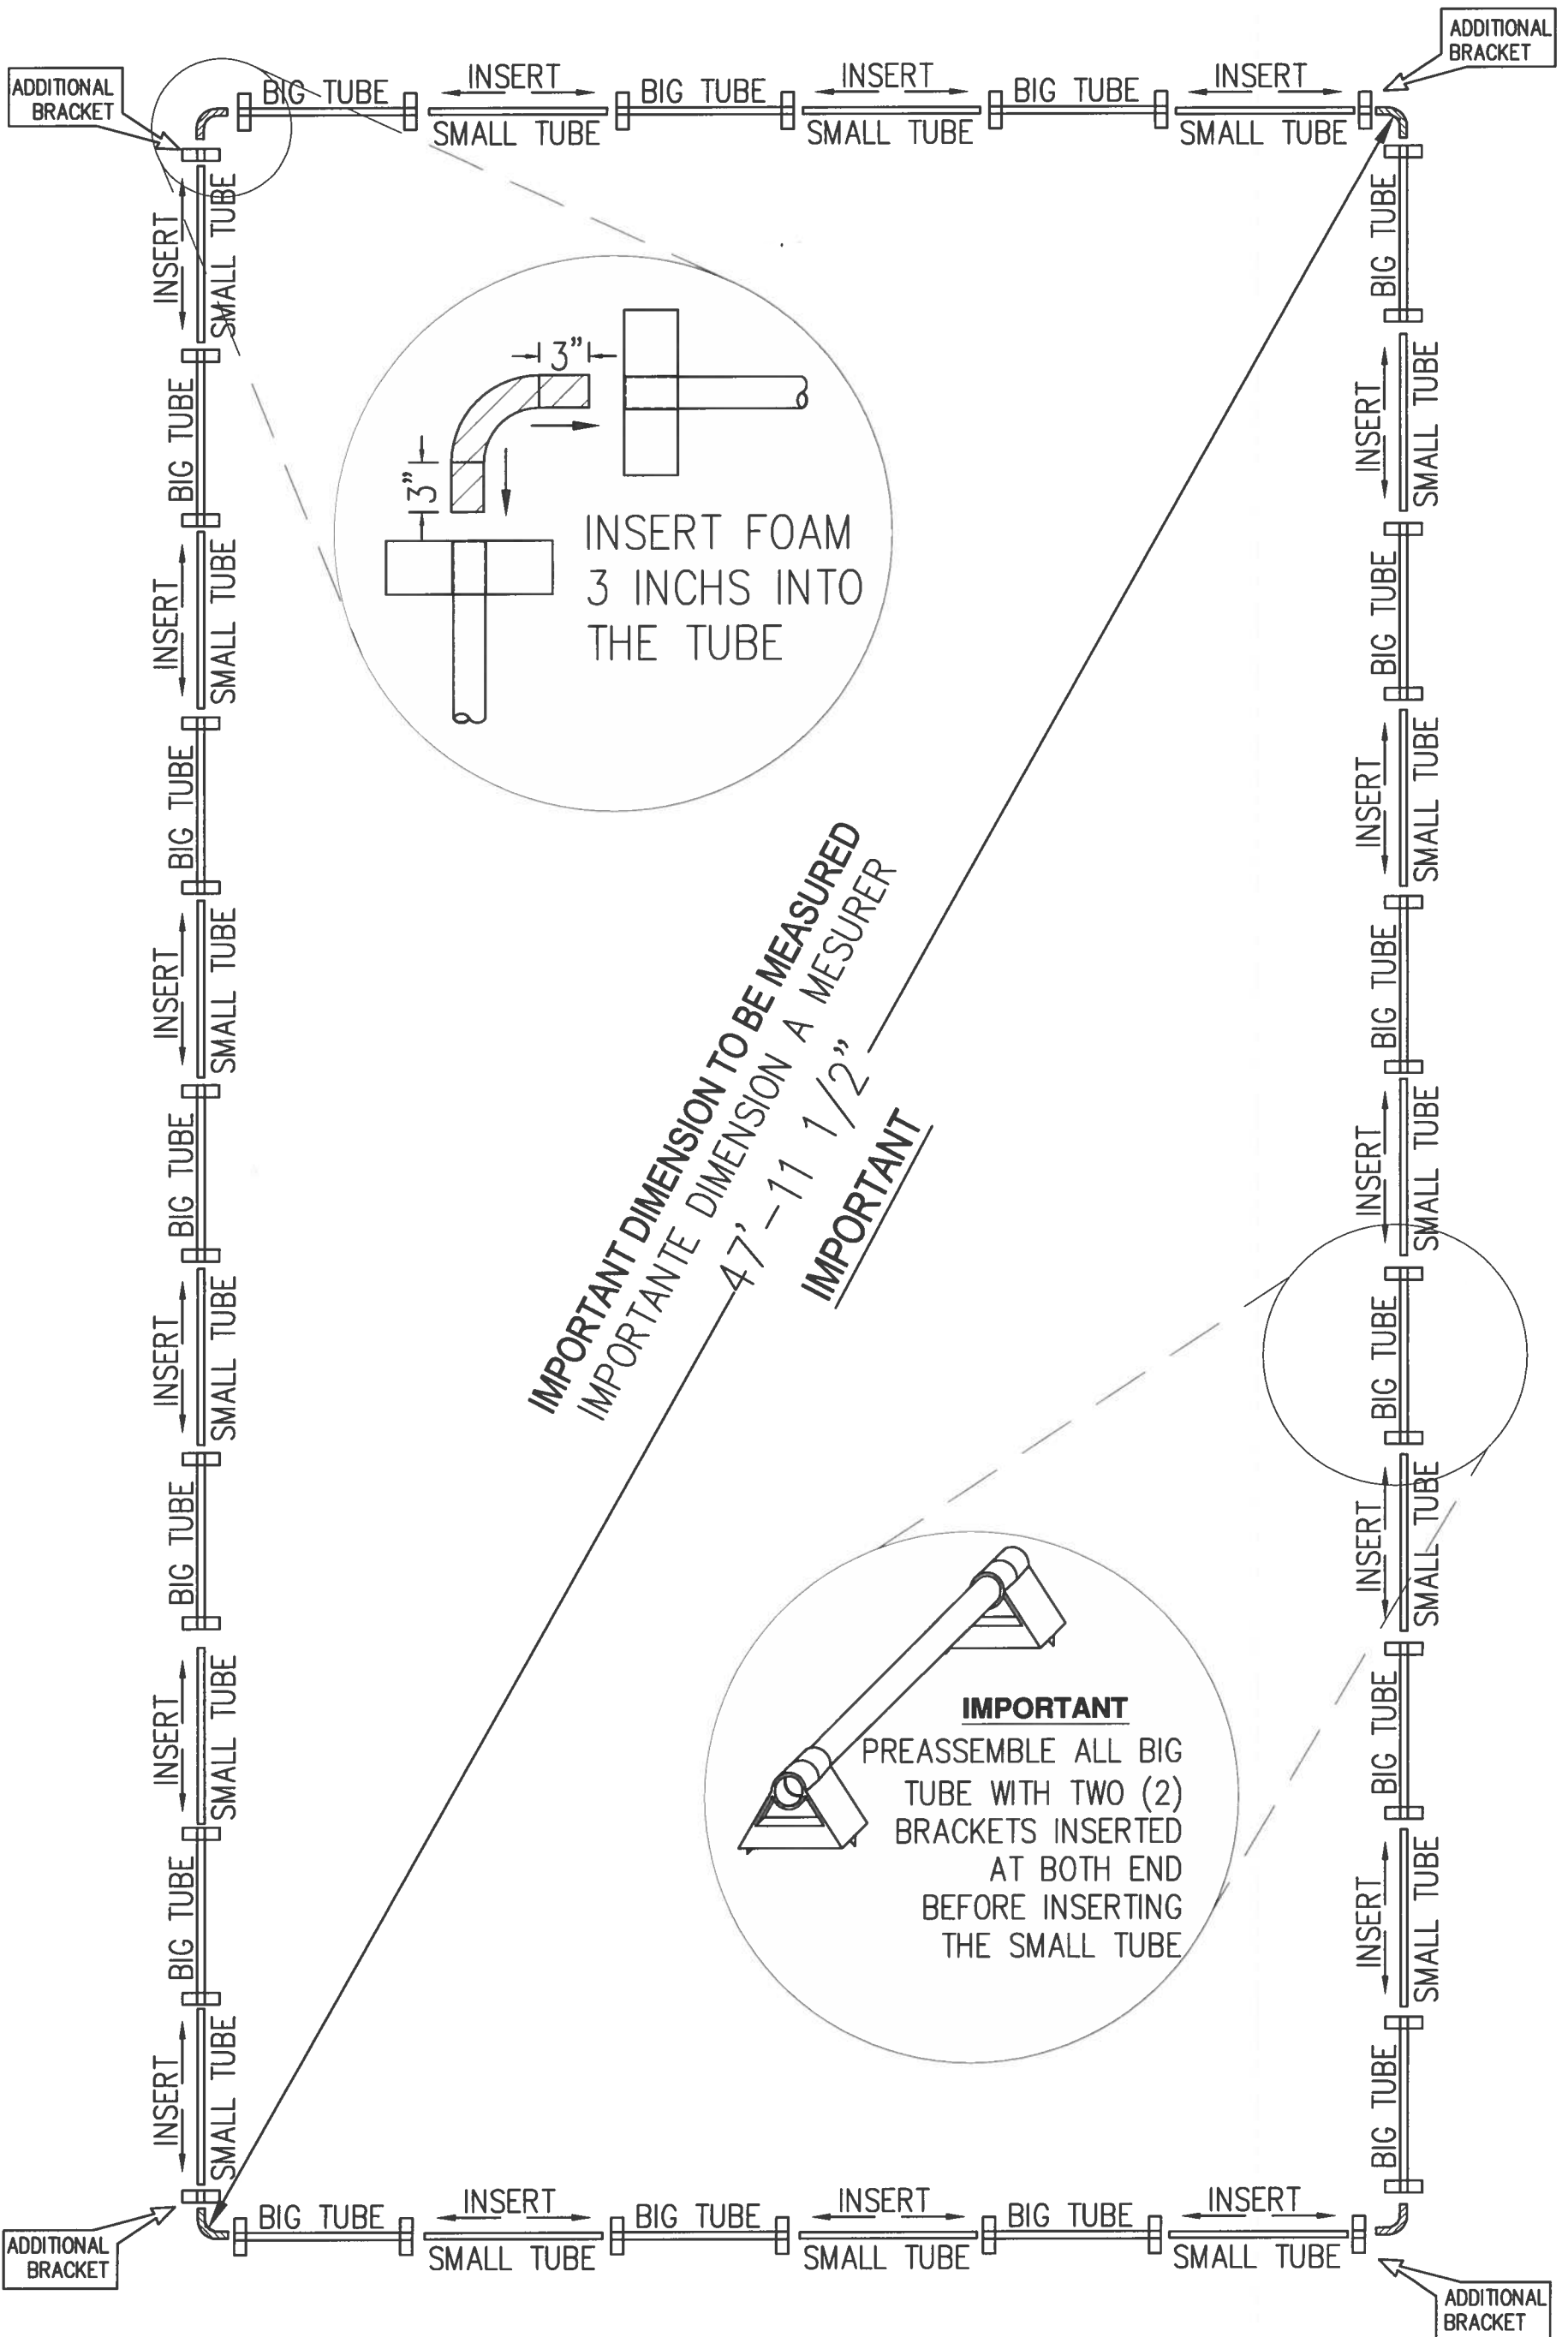 ADDITIONAL
BRACKET
ADDITIONAL
BRACKET
BIG TUBE
INSERT
SMALL TUBE
BIG TUBE
INSERT
SMALL TUBE
BIG TUBE
INSERT
SMALL TUBE
INSERT
SMALL TUBE
BIG TUBE
INSERT
SMALL TUBE
BIG TUBE
INSERT
SMALL TUBE
BIG TUBE
INSERT
SMALL TUBE
BIG TUBE
INSERT
SMALL TUBE
BIG TUBE
INSERT
SMALL TUBE
3"
3"
INSERT FOAM
3 INCHS INTO
THE TUBE
IMPORTANT DIMENSION TO BE MEASURED
IMPORTANTE DIMENSION A MESURER
47'-11 1/2"
IMPORTANT
IMPORTANT
PREASSEMBLE ALL BIG
TUBE WITH TWO (2)
BRACKETS INSERTED
AT BOTH END
BEFORE INSERTING
THE SMALL TUBE
BIG TUBE
INSERT
SMALL TUBE
BIG TUBE
INSERT
SMALL TUBE
BIG TUBE
INSERT
SMALL TUBE
BIG TUBE
INSERT
SMALL TUBE
BIG TUBE
INSERT
SMALL TUBE
BIG TUBE
ADDITIONAL
BRACKET
BIG TUBE
INSERT
SMALL TUBE
BIG TUBE
INSERT
SMALL TUBE
BIG TUBE
INSERT
SMALL TUBE
ADDITIONAL
BRACKET